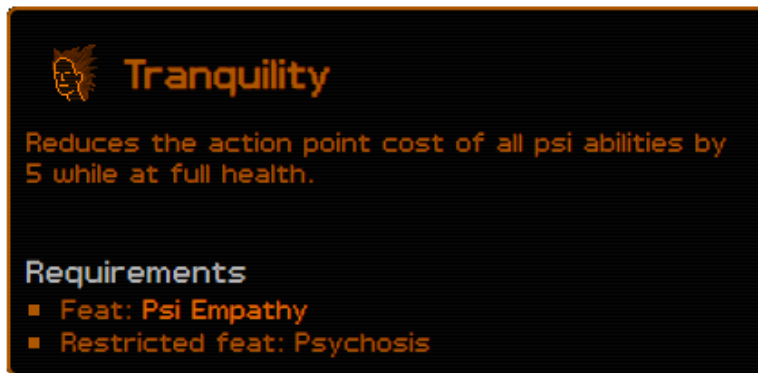 Tranquility
Reduces the action point cost of all psi abilities by
5 while at full health.
Requirements
Feat: Psi Empathy
Restricted feat: Psychosis